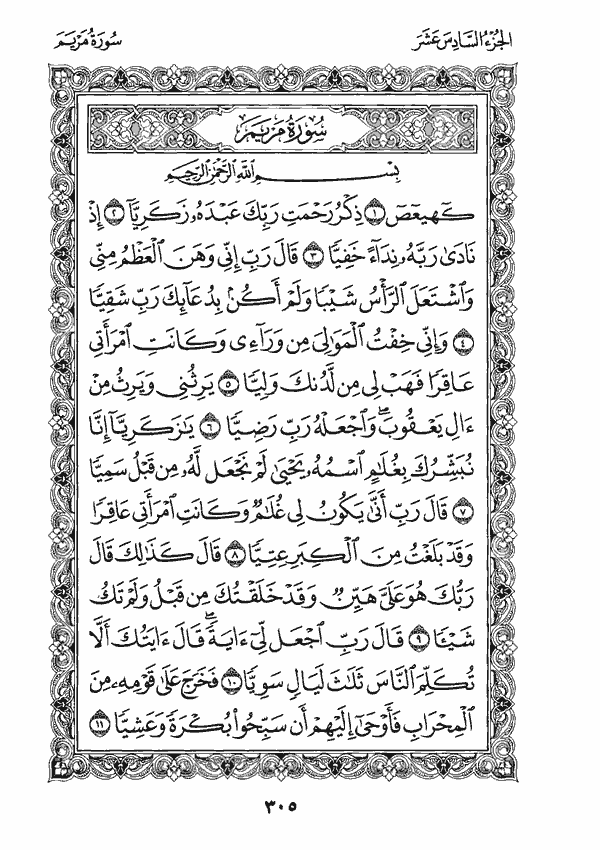 الجُزْءُ السَّادِسَ عَشَرَ
سُورَةُ مَرْيَمَ
سُورَةُ مَرْيَمَ
بِسْمِ اللَّهِ الرَّحْمَٰنِ الرَّحِيمِ
كٓهيعٓصٓ ١ ذِكْرُ رَحْمَتِ رَبِّكَ عَبْدَهُۥ زَكَرِيَّآ ٢ إِذْ
نَادَىٰ رَبَّهُۥ نِدَآءً خَفِيًّا ٣ قَالَ رَبِّ إِنِّى وَهَنَ ٱلْعَظْمُ مِنِّى
وَٱشْتَعَلَ ٱلرَّأْسُ شَيْبًا وَلَمْ أَكُنۢ بِدُعَآئِكَ رَبِّ شَقِيًّا
٤ وَإِنِّى خِفْتُ ٱلْمَوَٰلِىَ مِن وَرَآءِى وَكَانَتِ ٱمْرَأَتِى
عَاقِرًا فَهَبْ لِى مِن لَّدُنكَ وَلِيًّا ٥ يَرِثُنِى وَيَرِثُ مِنْ
ءَالِ يَعْقُوبَ ۖ وَٱجْعَلْهُ رَبِّ رَضِيًّا ٦ يَٰزَكَرِيَّآ إِنَّا
نُبَشِّرُكَ بِغُلَٰمٍ ٱسْمُهُۥ يَحْيَىٰ لَمْ نَجْعَل لَّهُۥ مِن قَبْلُ سَمِيًّا
٧ قَالَ رَبِّ أَنَّىٰ يَكُونُ لِى غُلَٰمٌ وَكَانَتِ ٱمْرَأَتِى عَاقِرًا
وَقَدْ بَلَغْتُ مِنَ ٱلْكِبَرِ عِتِيًّا ٨ قَالَ كَذَٰلِكَ قَالَ
رَبُّكَ هُوَ عَلَىَّ هَيِّنٌ وَقَدْ خَلَقْتُكَ مِن قَبْلُ وَلَمْ تَكُ
شَيْـًٔا ٩ قَالَ رَبِّ ٱجْعَل لِّىٓ ءَايَةً ۚ قَالَ ءَايَتُكَ أَلَّا
تُكَلِّمَ ٱلنَّاسَ ثَلَٰثَ لَيَالٍ سَوِيًّا ١٠ فَخَرَجَ عَلَىٰ قَوْمِهِۦ مِنَ
ٱلْمِحْرَابِ فَأَوْحَىٰٓ إِلَيْهِمْ أَن سَبِّحُوا۟ بُكْرَةً وَعَشِيًّا ١١
٣٠٥